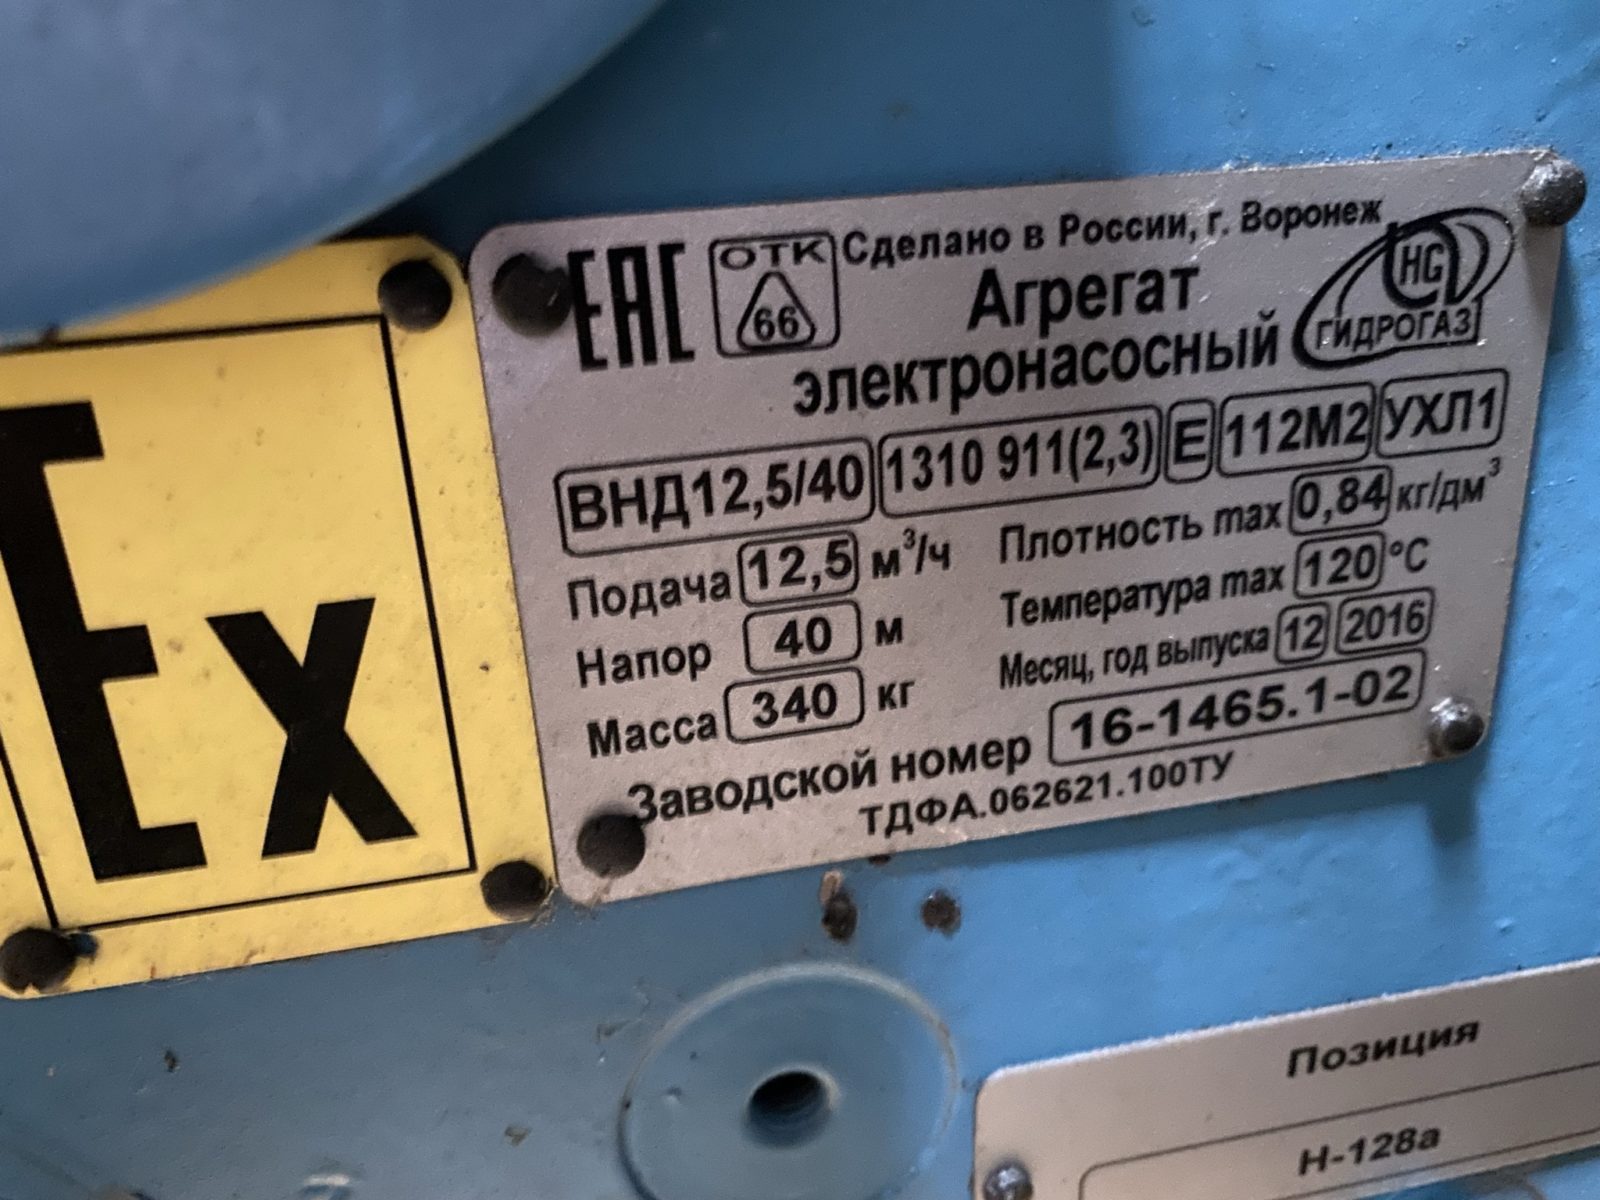 Ex
ЕАС ОТК 66 Сделано в России, г. Воронеж
Агрегат
электронасосный
HG ГИДРОГАЗ
ВНД12,5/40 1310 911(2,3) Е 112М2 УХЛ1
Подача 12,5 м³/ч Плотность max 0,84 кг/дм³
Напор 40 м Температура max 120 °С
Масса 340 кг Месяц, год выпуска 12 2016
Заводской номер 16-1465.1-02
ТДФА.062621.100ТУ
Позиция
Н-128а